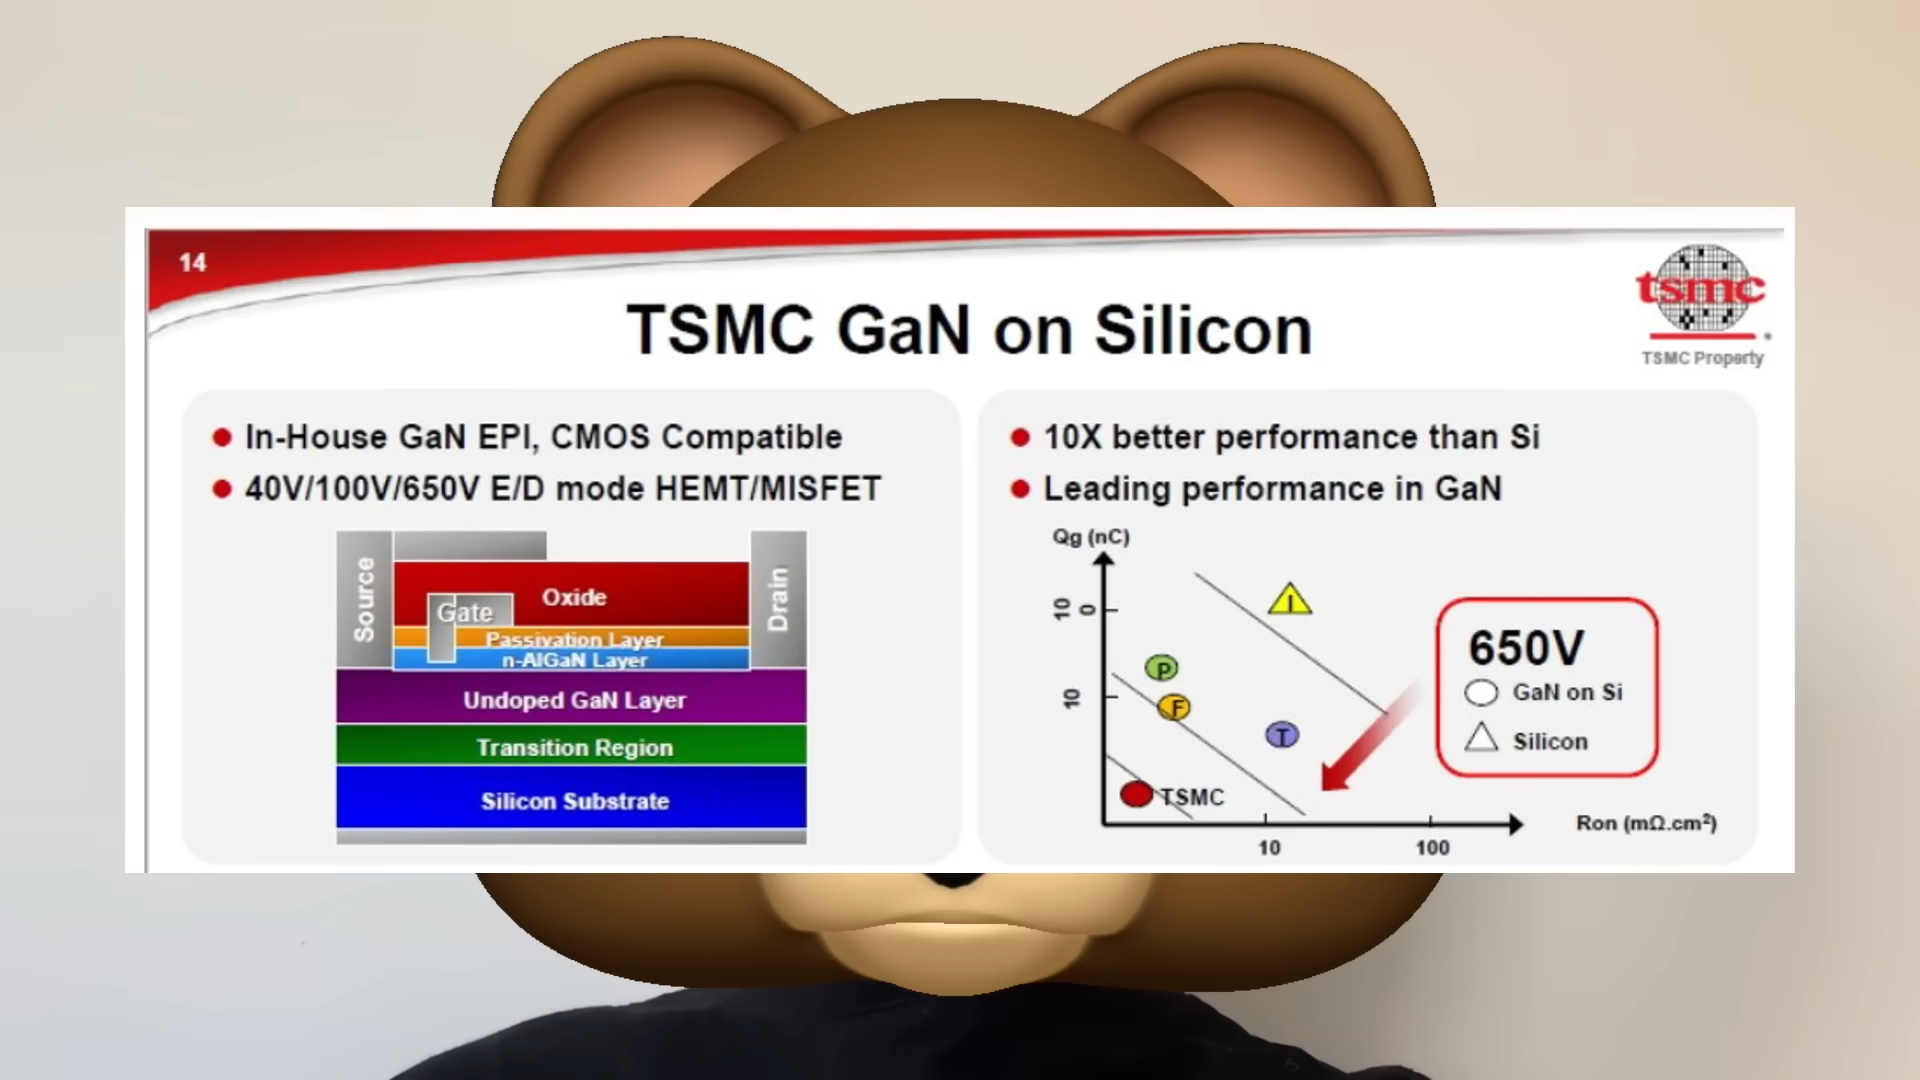 14
tsmc
TSMC Property
TSMC GaN on Silicon
In-House GaN EPI, CMOS Compatible
40V/100V/650V E/D mode HEMT/MISFET
Source
Gate
Oxide
Drain
Passivation Layer
n-AlGaN Layer
Undoped GaN Layer
Transition Region
Silicon Substrate
10X better performance than Si
Leading performance in GaN
Qg (nC)
10
0
10
I
P
F
T
TSMC
10
100
Ron (mΩ.cm²)
650V
GaN on Si
Silicon